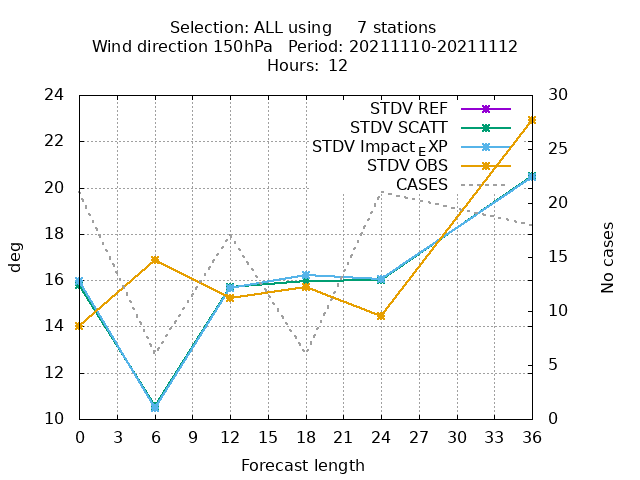 Selection: ALL using     7 stations
Wind direction 150hPa   Period: 20211110-20211112
Hours: 12
24 30
STDV REF
STDV SCATT
22 25
STDV Impact_EXP
STDV OBS
20 20
CASES
18 15
16 10
14
12 5
10 0
deg
No cases
0 3 6 9 12 15 18 21 24 27 30 33 36
Forecast length